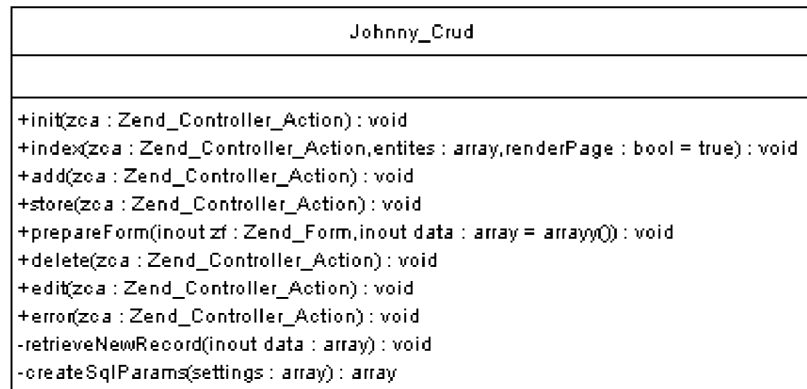 Johnny_Crud
+init(zca : Zend_Controller_Action) : void
+index(zca : Zend_Controller_Action,entites : array,renderPage : bool = true) : void
+add(zca : Zend_Controller_Action) : void
+store(zca : Zend_Controller_Action) : void
+prepareForm(inout zf : Zend_Form,inout data : array = arrayy()) : void
+delete(zca : Zend_Controller_Action) : void
+edit(zca : Zend_Controller_Action) : void
+error(zca : Zend_Controller_Action) : void
-retrieveNewRecord(inout data : array) : void
-createSqlParams(settings : array) : array